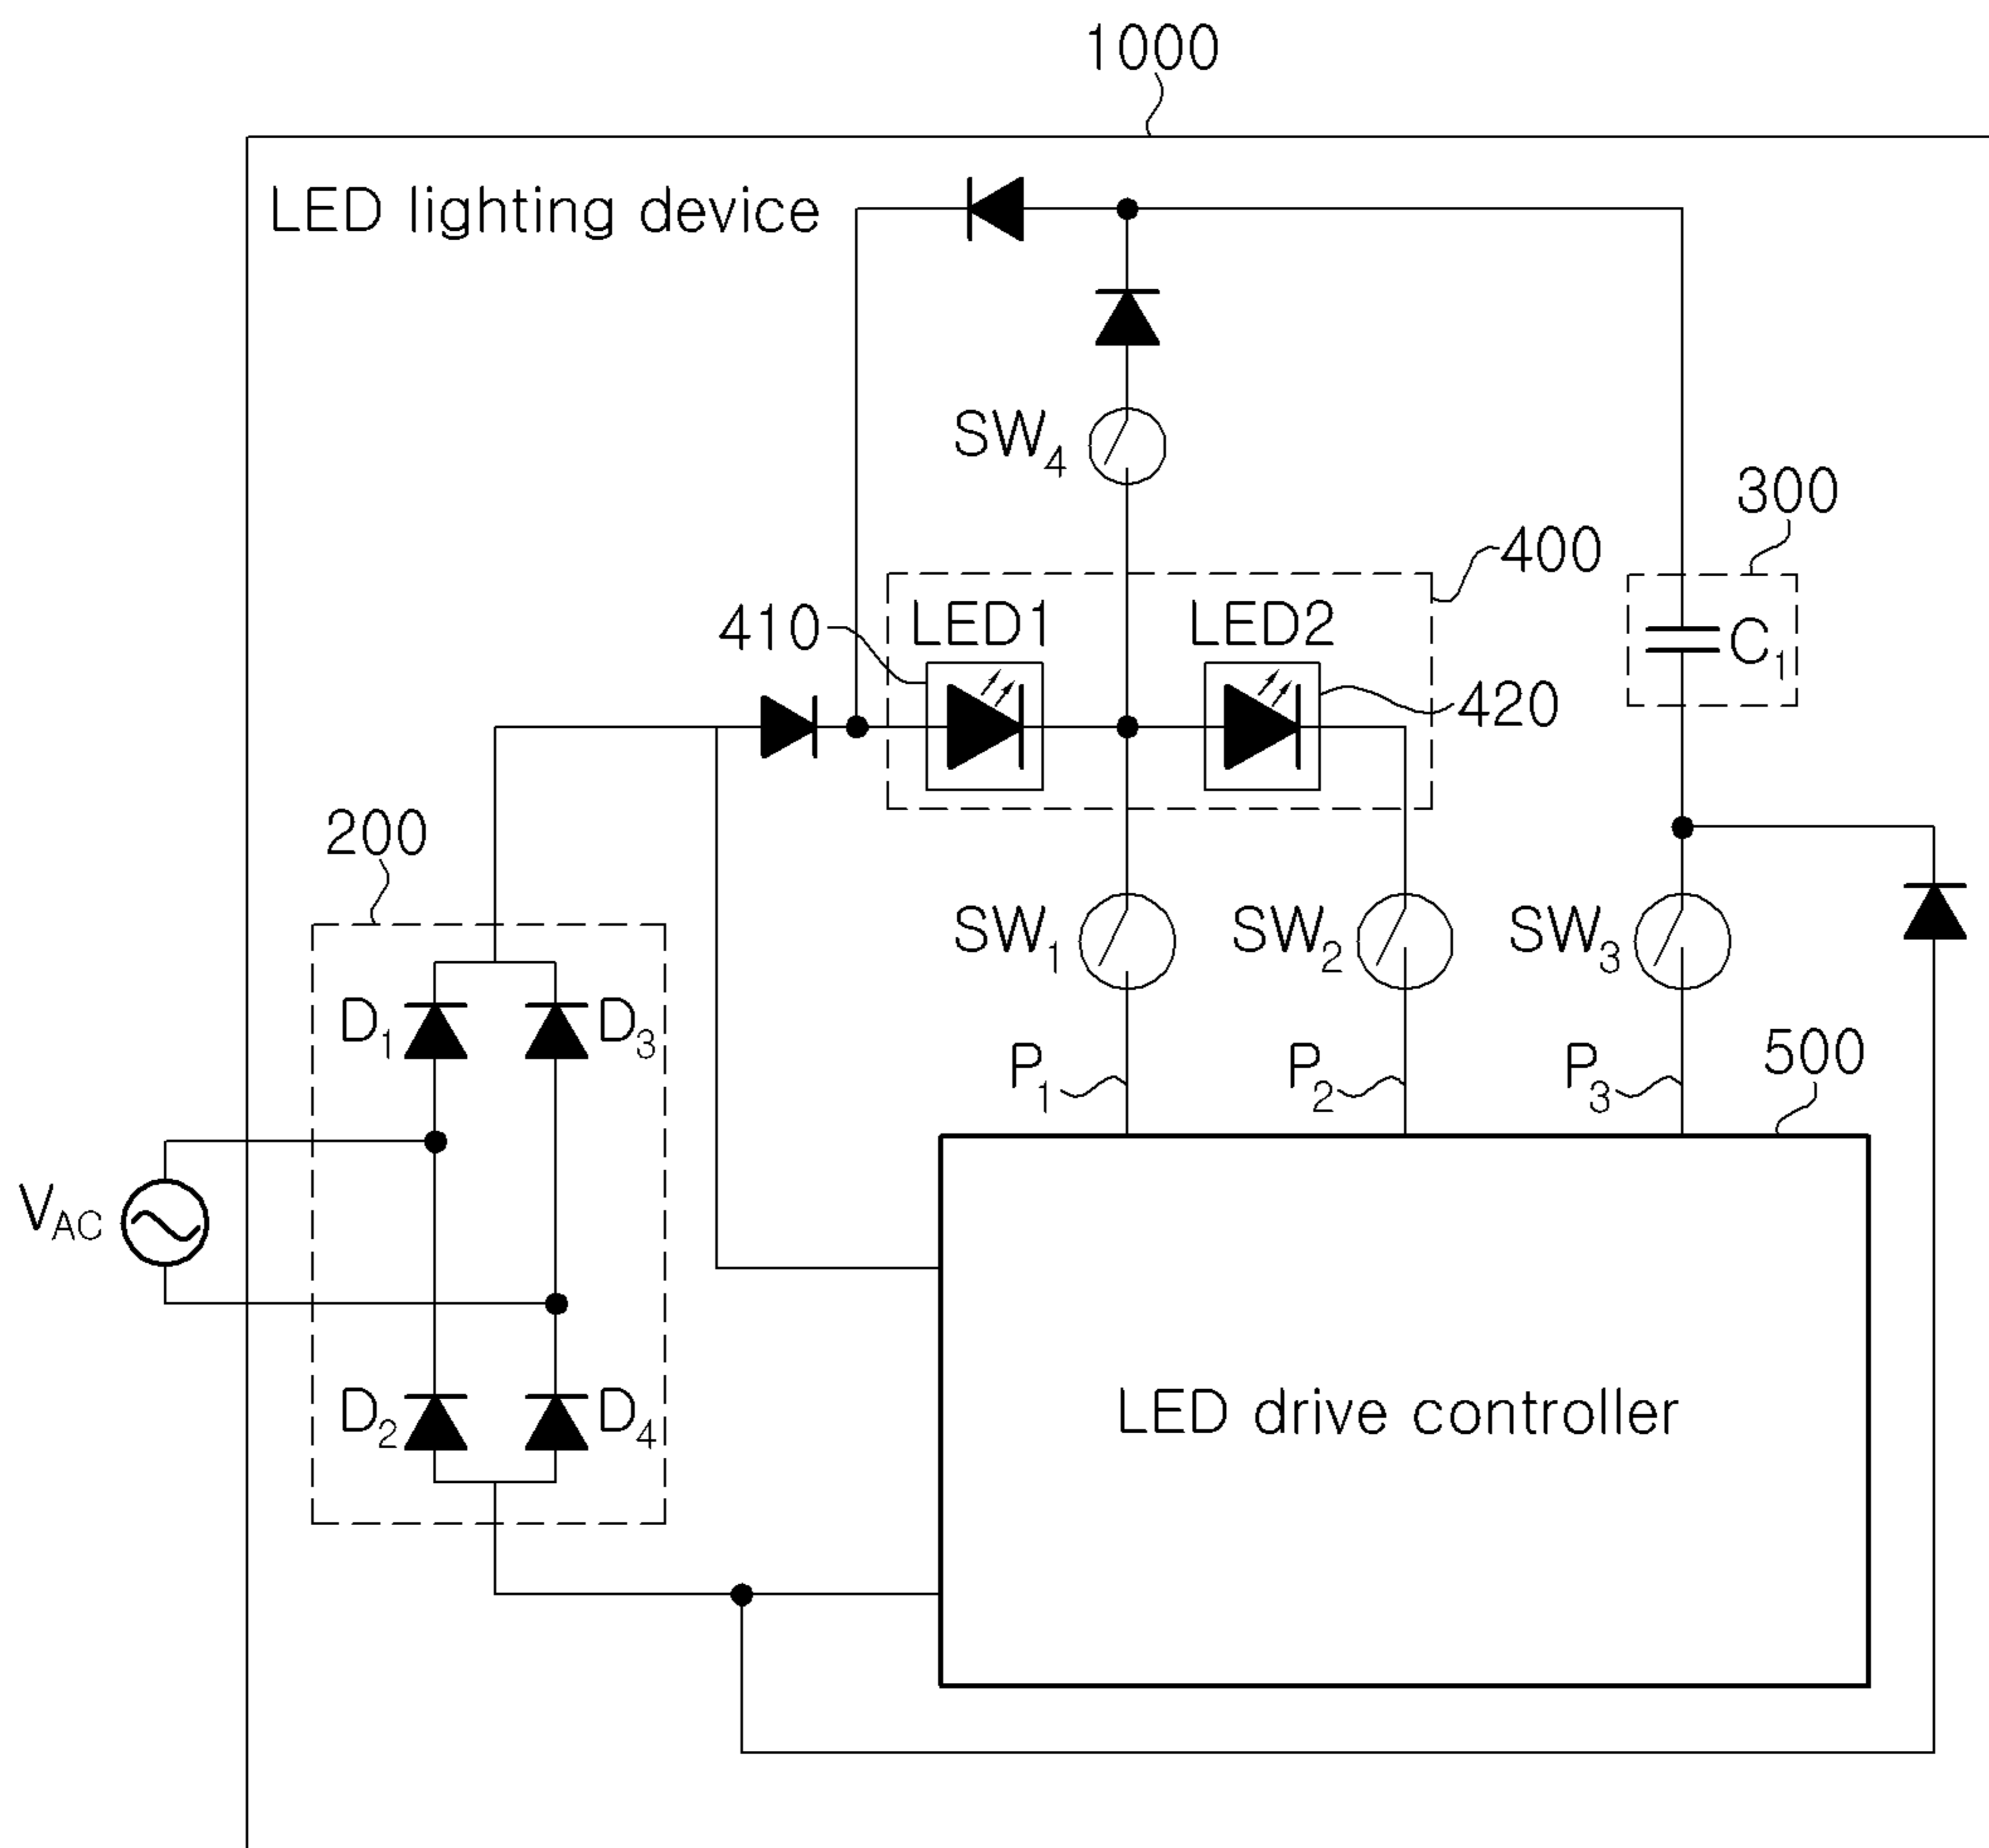 1000
LED lighting device
SW4
300
400
410
LED1
LED2
C1
420
200
SW1
SW2
SW3
D1
D3
P1
P2
P3
500
VAC
D2
D4
LED drive controller